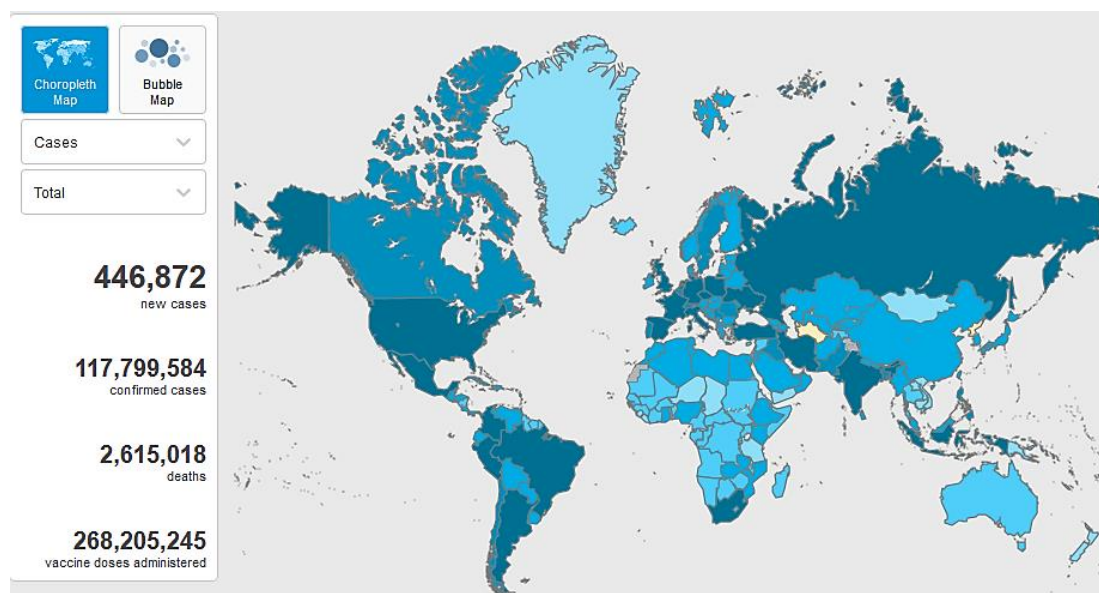 Choropleth
Map
Bubble
Map
Cases
Total
446,872
new cases
117,799,584
confirmed cases
2,615,018
deaths
268,205,245
vaccine doses administered